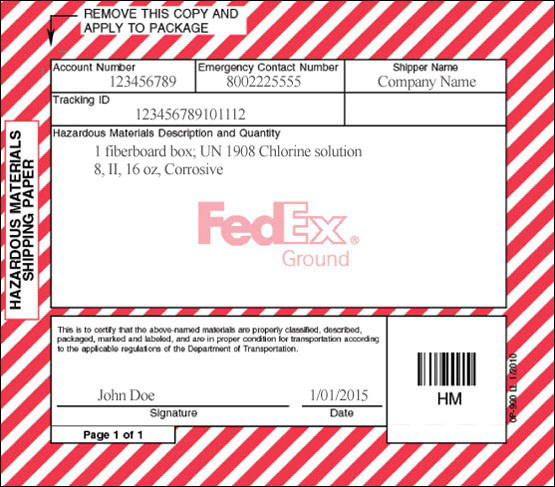 REMOVE THIS COPY AND
APPLY TO PACKAGE
Account Number
123456789
Emergency Contact Number
8002225555
Shipper Name
Company Name
Tracking ID
123456789101112
HAZARDOUS MATERIALS
SHIPPING PAPER
Hazardous Materials Description and Quantity
1 fiberboard box; UN 1908 Chlorine solution
8, II, 16 oz, Corrosive
FedEx®
Ground
This is to certify that the above-named materials are properly classified, described,
packaged, marked and labeled, and are in proper condition for transportation according
to the applicable regulations of the Department of Transportation.
John Doe
1/01/2015
Signature
Date
HM
OP-900 D 1/2010
Page 1 of 1